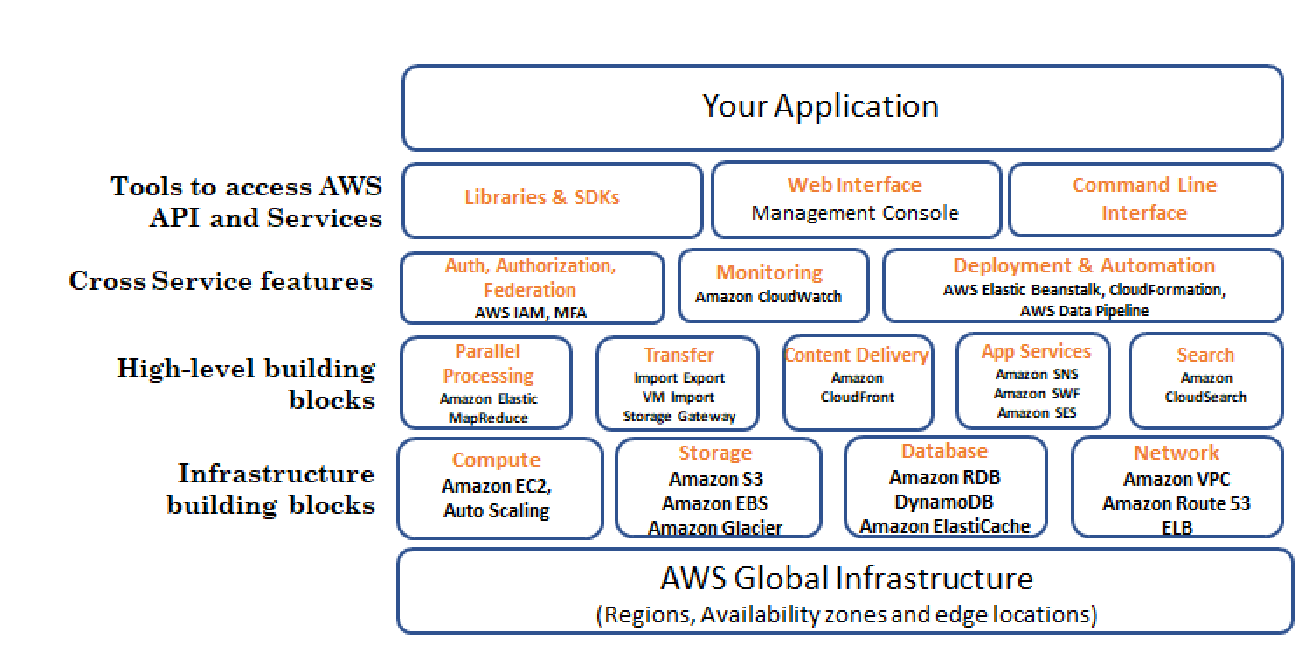 Your Application
Tools to access AWS
API and Services
Libraries & SDKs
Web Interface
Management Console
Command Line
Interface
Cross Service features
Auth, Authorization,
Federation
AWS IAM, MFA
Monitoring
Amazon CloudWatch
Deployment & Automation
AWS Elastic Beanstalk, CloudFormation,
AWS Data Pipeline
High-level building
blocks
Parallel
Processing
Amazon Elastic
MapReduce
Transfer
Import Export
VM Import
Storage Gateway
Content Delivery
Amazon
CloudFront
App Services
Amazon SNS
Amazon SWF
Amazon SES
Search
Amazon
CloudSearch
Infrastructure
building blocks
Compute
Amazon EC2,
Auto Scaling
Storage
Amazon S3
Amazon EBS
Amazon Glacier
Database
Amazon RDB
DynamoDB
Amazon ElastiCache
Network
Amazon VPC
Amazon Route 53
ELB
AWS Global Infrastructure
(Regions, Availability zones and edge locations)